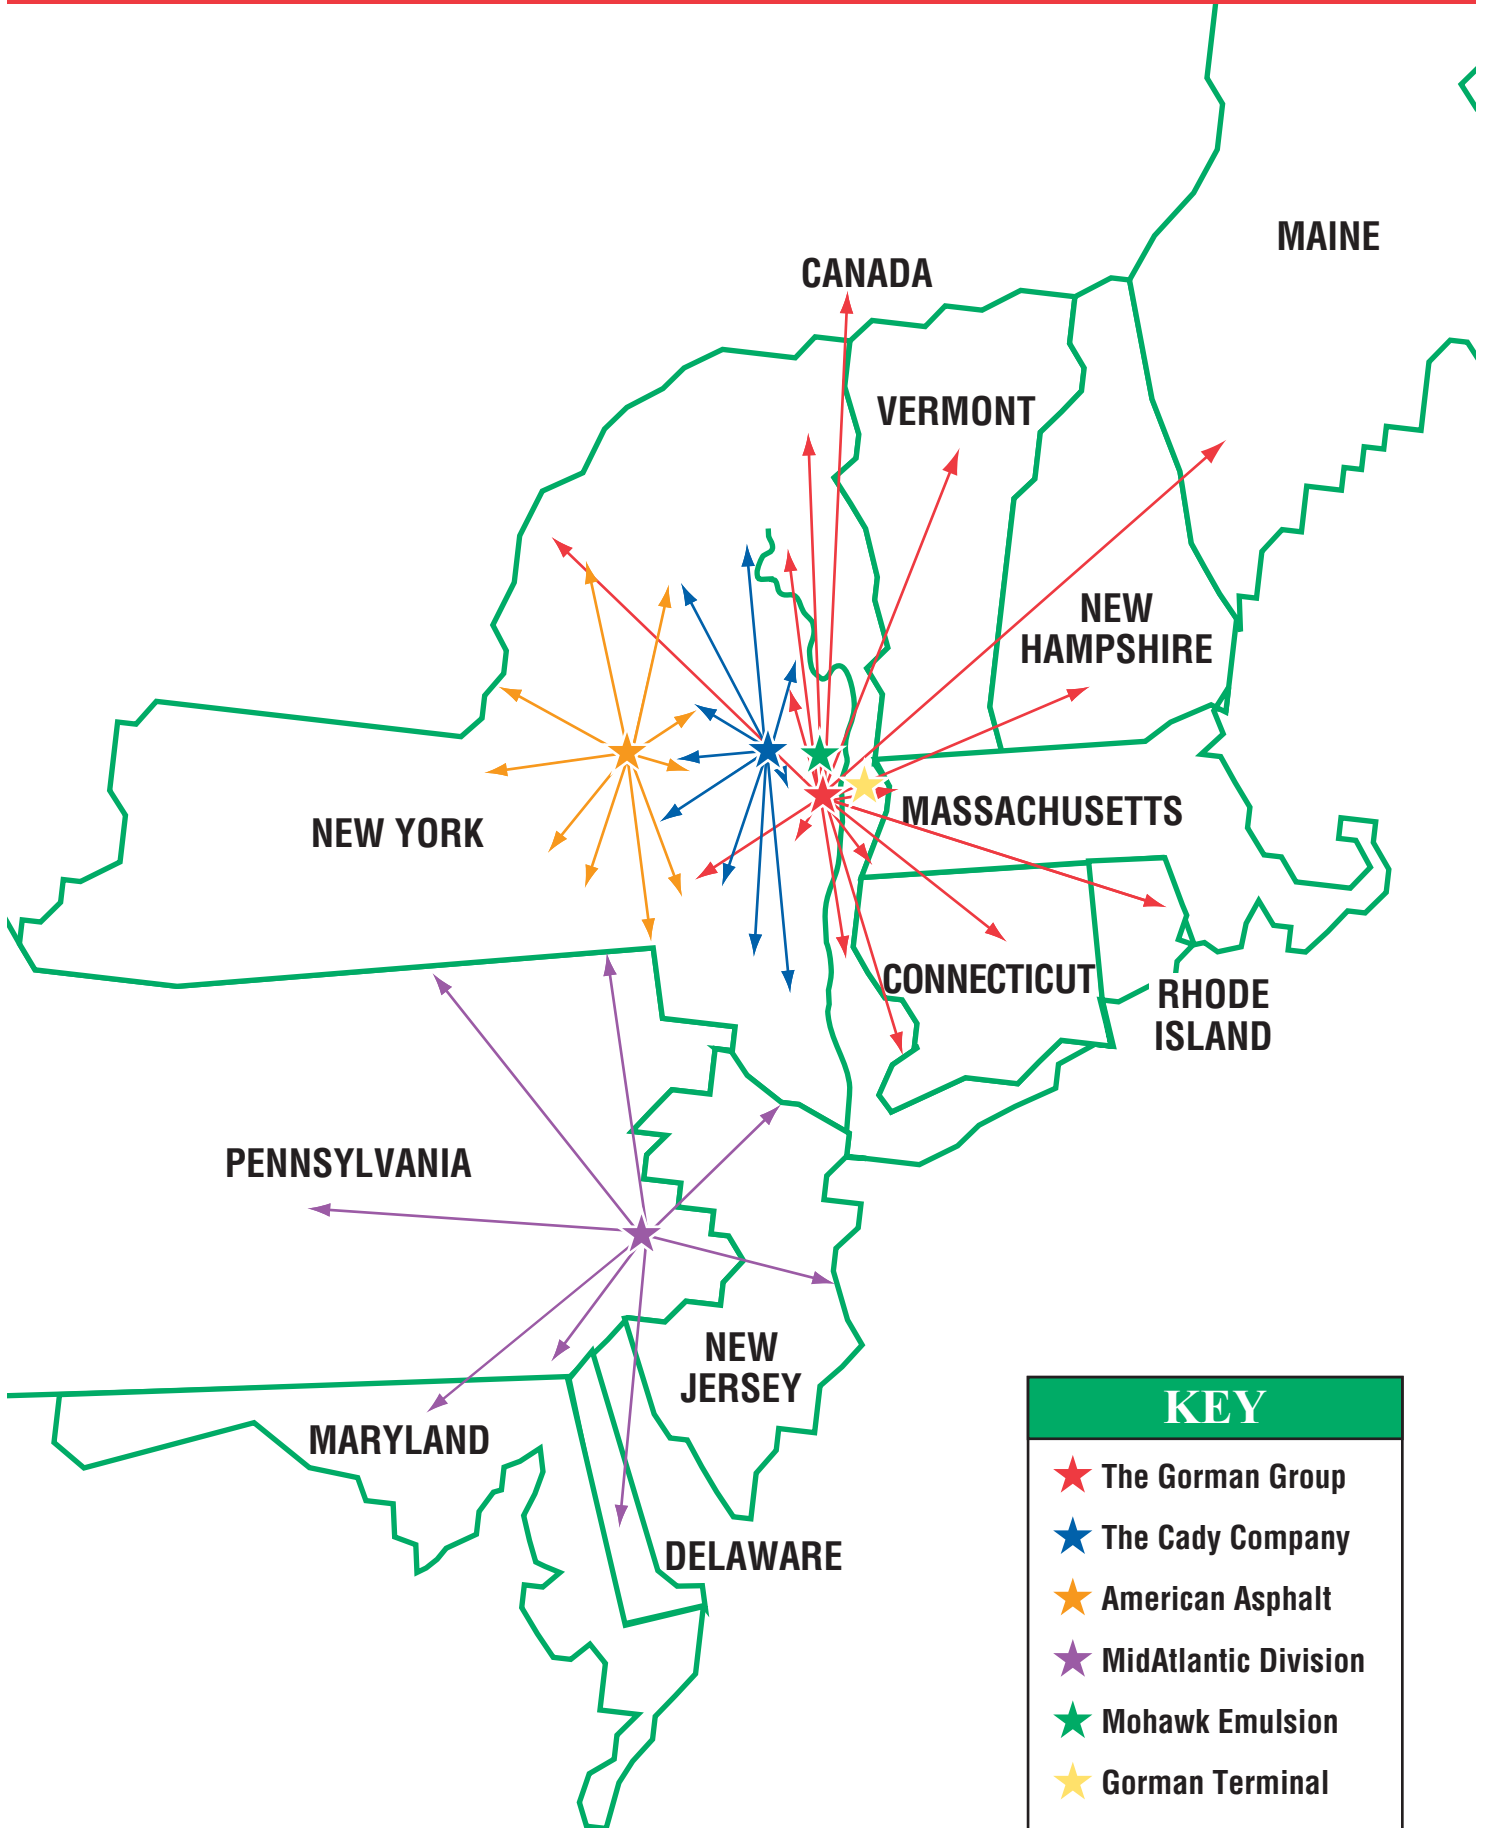 MAINE
CANADA
VERMONT
NEW
HAMPSHIRE
MASSACHUSETTS
NEW YORK
CONNECTICUT
RHODE
ISLAND
PENNSYLVANIA
NEW
JERSEY
MARYLAND
DELAWARE
KEY
The Gorman Group
The Cady Company
American Asphalt
MidAtlantic Division
Mohawk Emulsion
Gorman Terminal